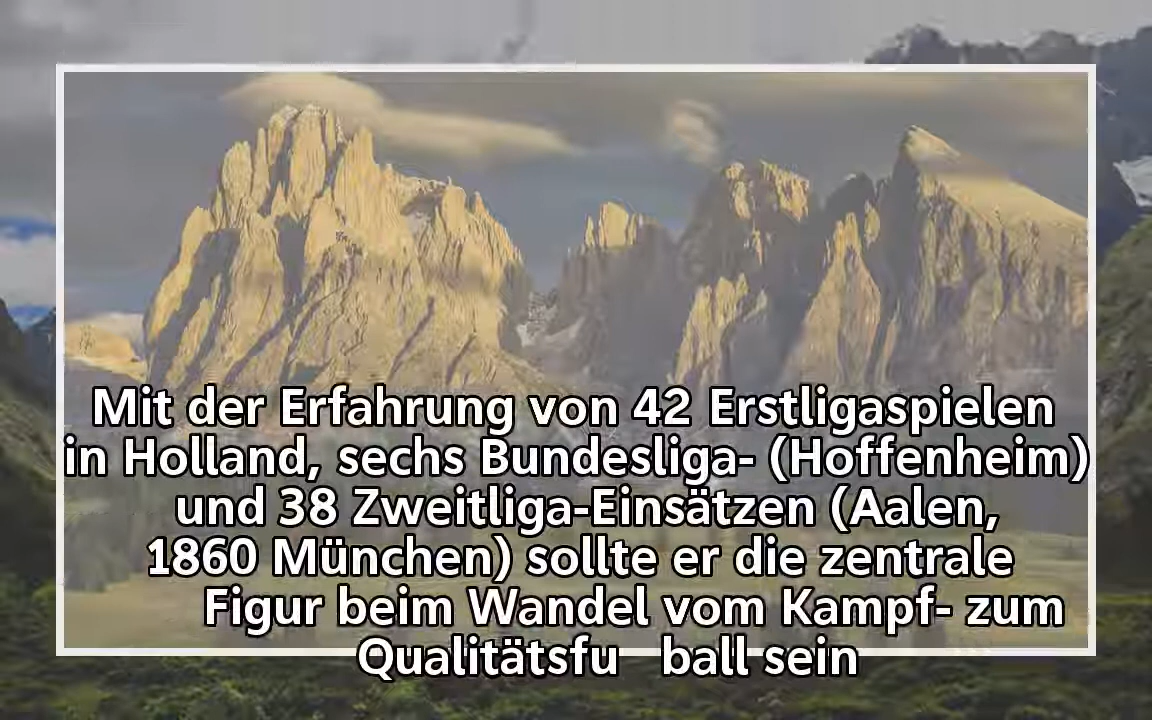 Mit der Erfahrung von 42 Erstligaspielen
in Holland, sechs Bundesliga- (Hoffenheim)
und 38 Zweitliga-Einsätzen (Aalen,
1860 München) sollte er die zentrale
Figur beim Wandel vom Kampf- zum
Qualitätsfu ball sein